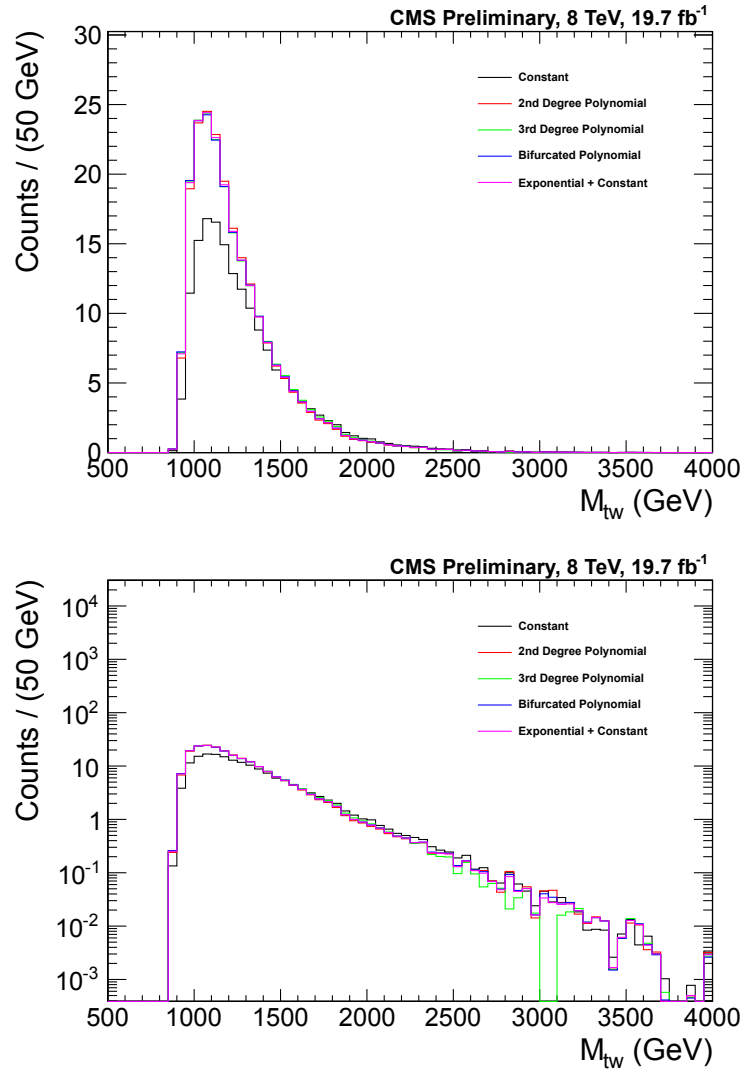 CMS Preliminary, 8 TeV, 19.7 fb⁻¹
Counts / (50 GeV)
30
25
20
15
10
5
0
Constant
2nd Degree Polynomial
3rd Degree Polynomial
Bifurcated Polynomial
Exponential + Constant
500 1000 1500 2000 2500 3000 3500 4000
M_tw (GeV)
CMS Preliminary, 8 TeV, 19.7 fb⁻¹
Counts / (50 GeV)
10⁴
10³
10²
10
1
10⁻¹
10⁻²
10⁻³
Constant
2nd Degree Polynomial
3rd Degree Polynomial
Bifurcated Polynomial
Exponential + Constant
500 1000 1500 2000 2500 3000 3500 4000
M_tw (GeV)